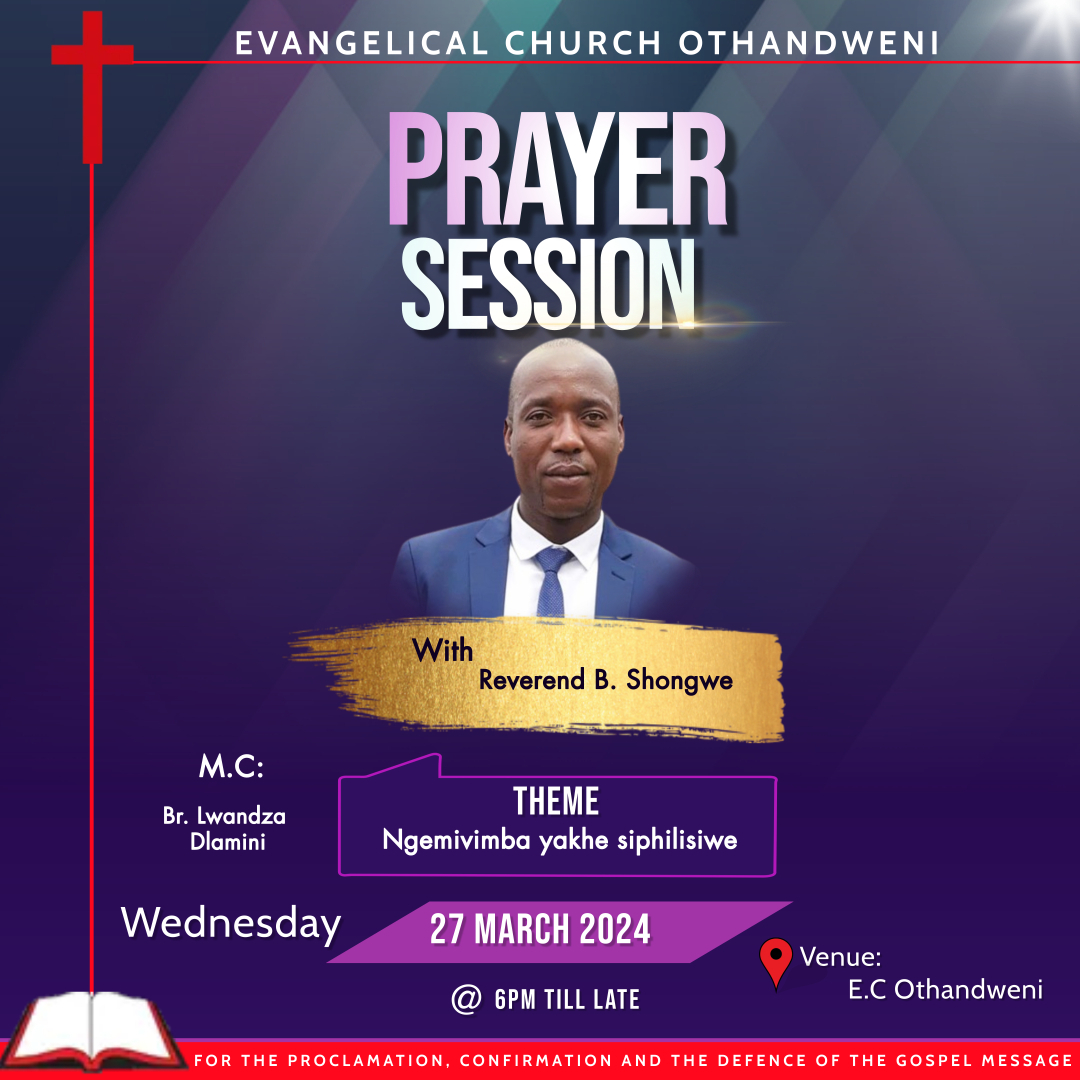 EVANGELICAL CHURCH OTHANDWENI
PRAYER
SESSION
With
Reverend B. Shongwe
M.C:
Br. Lwandza
Dlamini
THEME
Ngemivimba yakhe siphilisiwe
Wednesday
27 MARCH 2024
@ 6PM TILL LATE
Venue:
E.C Othandweni
FOR THE PROCLAMATION, CONFIRMATION AND THE DEFENCE OF THE GOSPEL MESSAGE